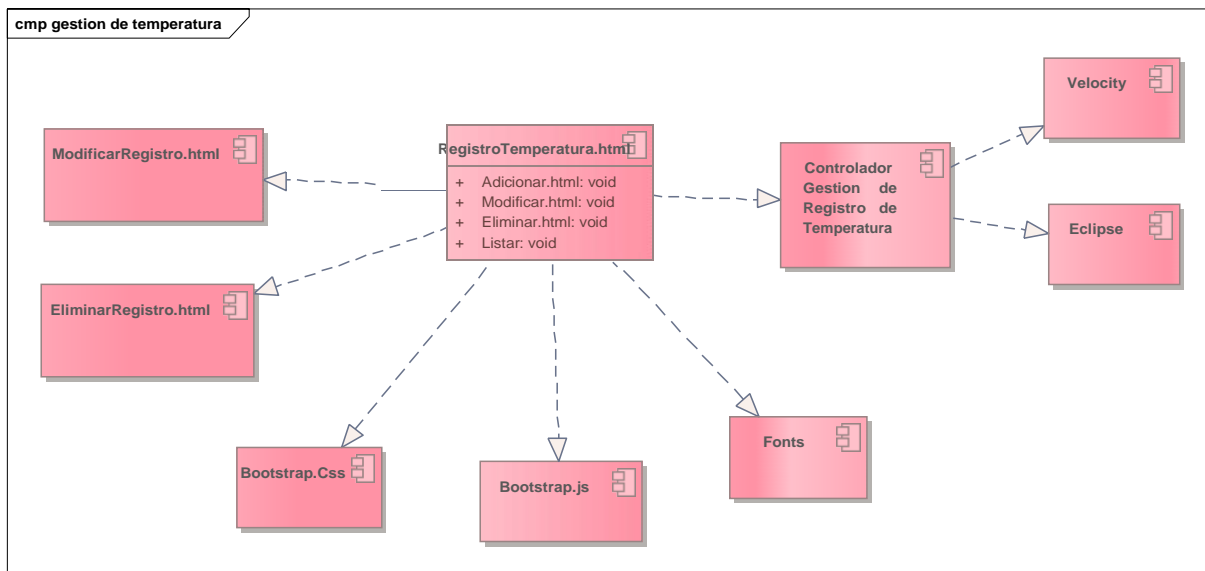 cmp gestion de temperatura
Velocity
ModificarRegistro.html
RegistroTemperatura.html
+ Adicionar.html: void
+ Modificar.html: void
+ Eliminar.html: void
+ Listar: void
Controlador
Gestion de
Registro de
Temperatura
Eclipse
EliminarRegistro.html
Bootstrap.Css
Bootstrap.js
Fonts